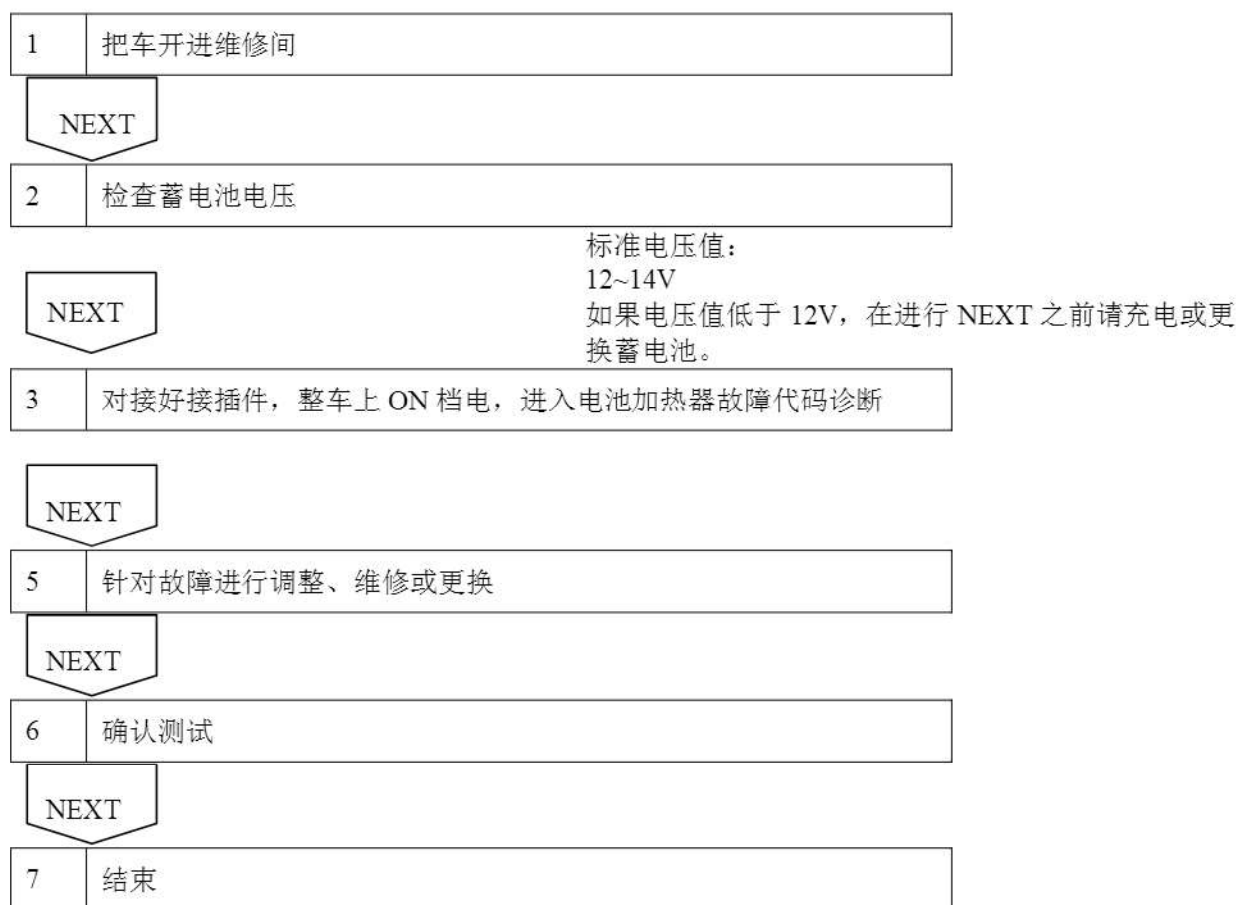 1 把车开进维修间
NEXT
2 检查蓄电池电压
标准电压值：
12~14V
如果电压值低于 12V，在进行 NEXT 之前请充电或更
换蓄电池。
NEXT
3 对接好接插件，整车上 ON 档电，进入电池加热器故障代码诊断
NEXT
5 针对故障进行调整、维修或更换
NEXT
6 确认测试
NEXT
7 结束